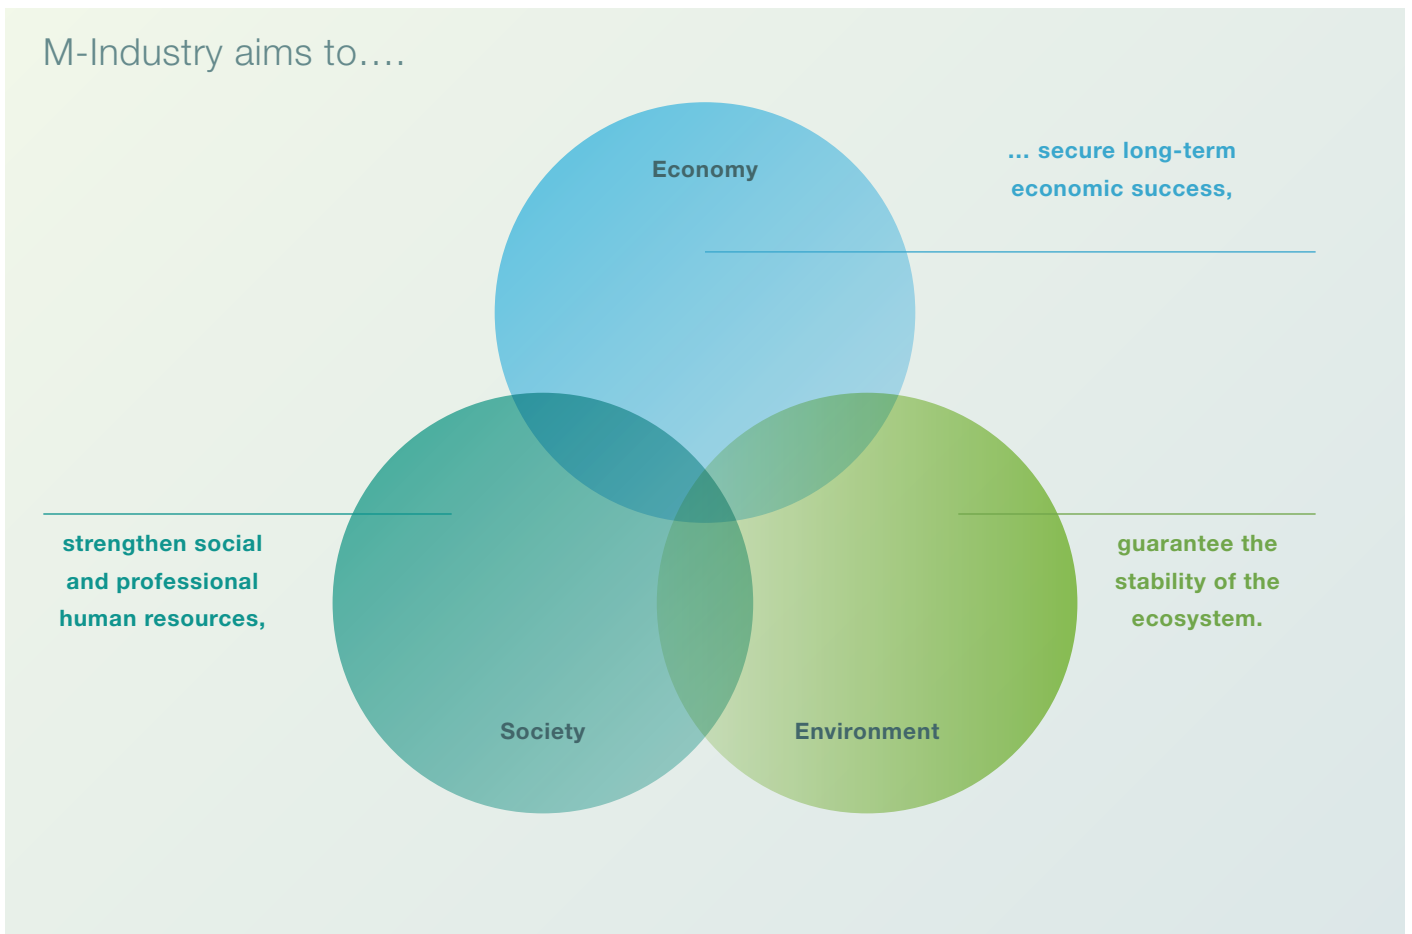 M-Industry aims to....
Economy
... secure long-term
economic success,
strengthen social
and professional
human resources,
guarantee the
stability of the
ecosystem.
Society
Environment